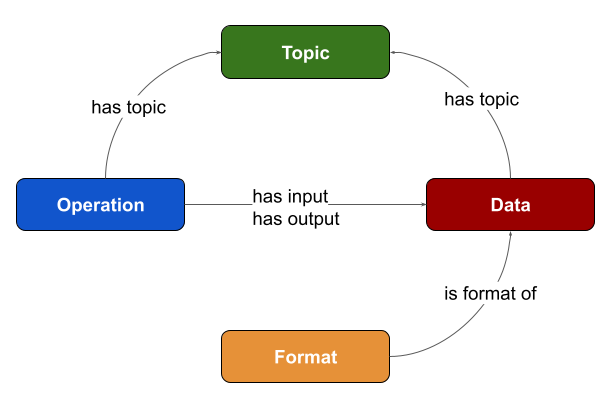 Topic
has topic
has topic
Operation
has input
has output
Data
is format of
Format